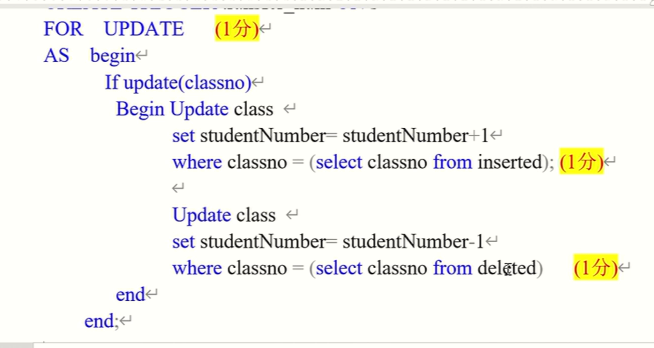 FOR UPDATE (1分)
AS begin
If update(classno)
Begin Update class
set studentNumber= studentNumber+1
where classno = (select classno from inserted); (1分)
Update class
set studentNumber= studentNumber-1
where classno = (select classno from deleted) (1分)
end
end;